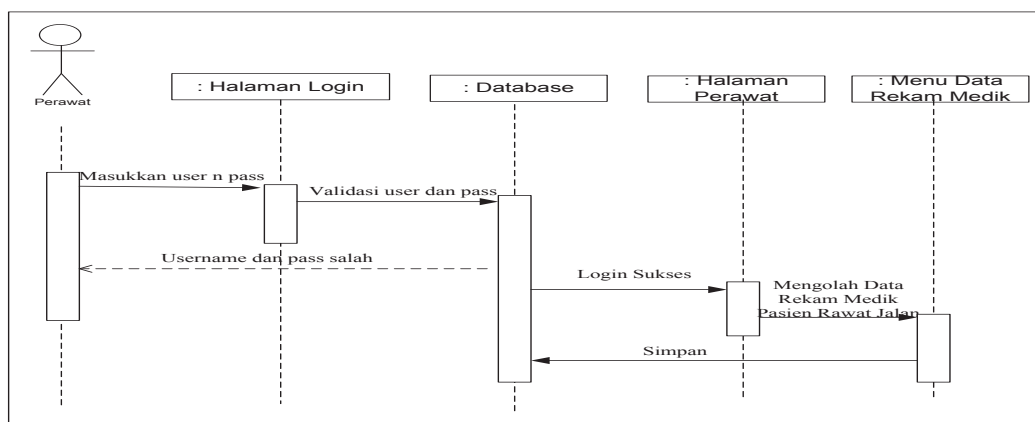 Perawat
: Halaman Login
: Database
: Halaman
Perawat
: Menu Data
Rekam Medik
Masukkan user n pass
Validasi user dan pass
Username dan pass salah
Login Sukses
Mengolah Data
Rekam Medik
Pasien Rawat Jalan
Simpan